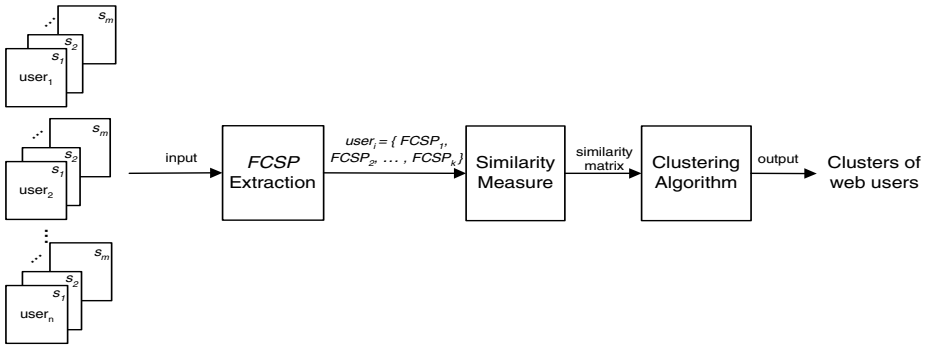 s_m
s_2
s_1
user_1
s_m
s_2
s_1
user_2
s_m
s_2
s_1
user_n
input
FCSP
Extraction
user_i = { FCSP_1,
FCSP_2, … , FCSP_k}
Similarity
Measure
similarity
matrix
Clustering
Algorithm
output
Clusters of
web users